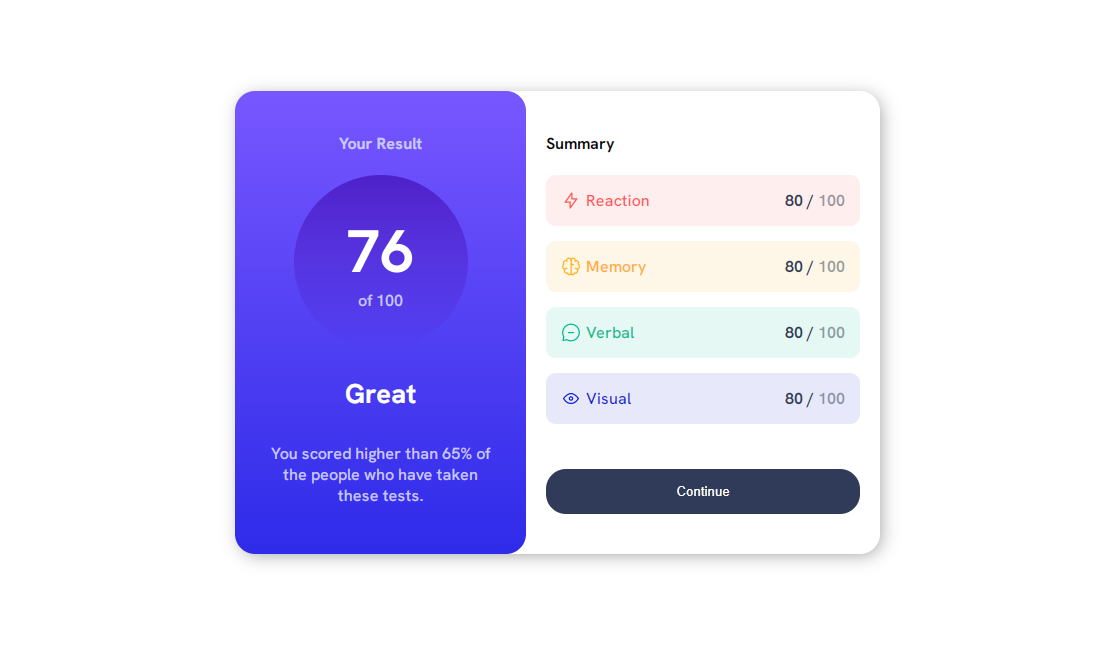 Your Result
76
of 100
Great
You scored higher than 65% of
the people who have taken
these tests.
Summary
Reaction 80 / 100
Memory 80 / 100
Verbal 80 / 100
Visual 80 / 100
Continue